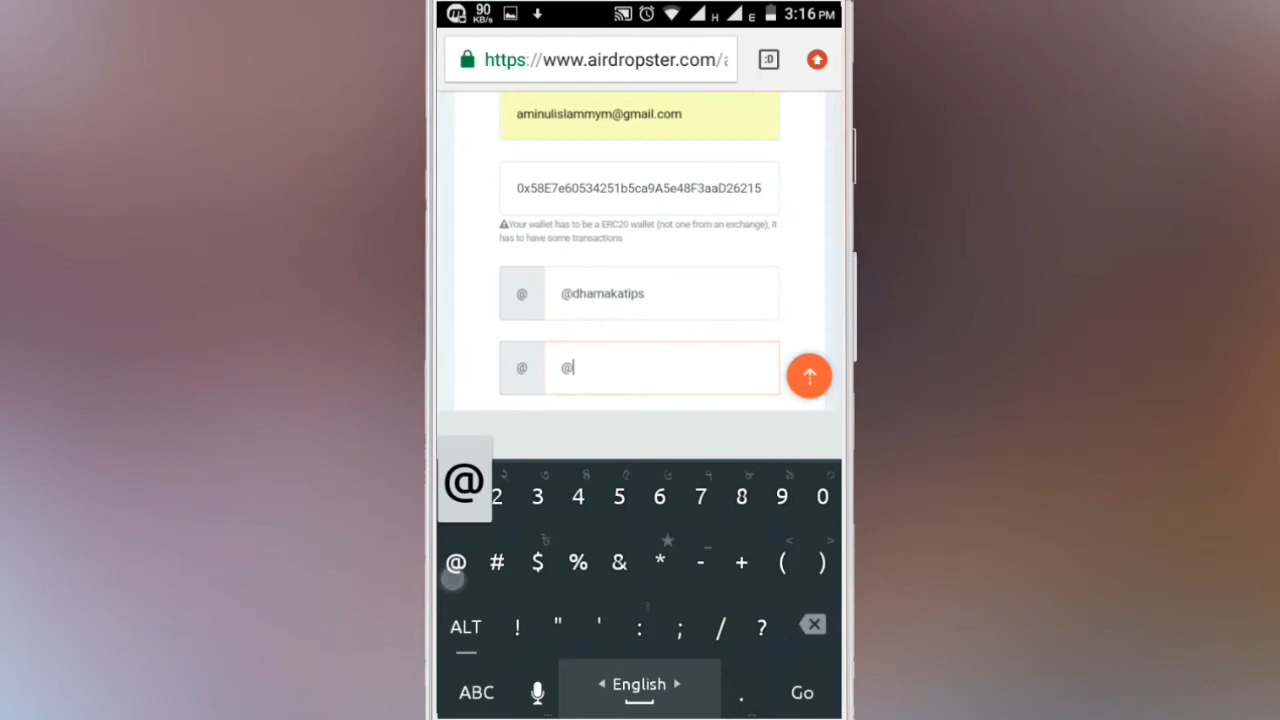 90
KB/s
H
E
3:16 PM
https://www.airdropster.com/
:D
aminulislammym@gmail.com
0x58E7e60534251b5ca9A5e48F3aaD26215
Your wallet has to be a ERC20 wallet (not one from an exchange), it
has to have some transactions
@ @dhamakatips
@ @
@ 2 3 4 5 6 7 8 9 0
@ # $ % & * - + ( )
ALT ! " ' : ; / ?
ABC English . Go